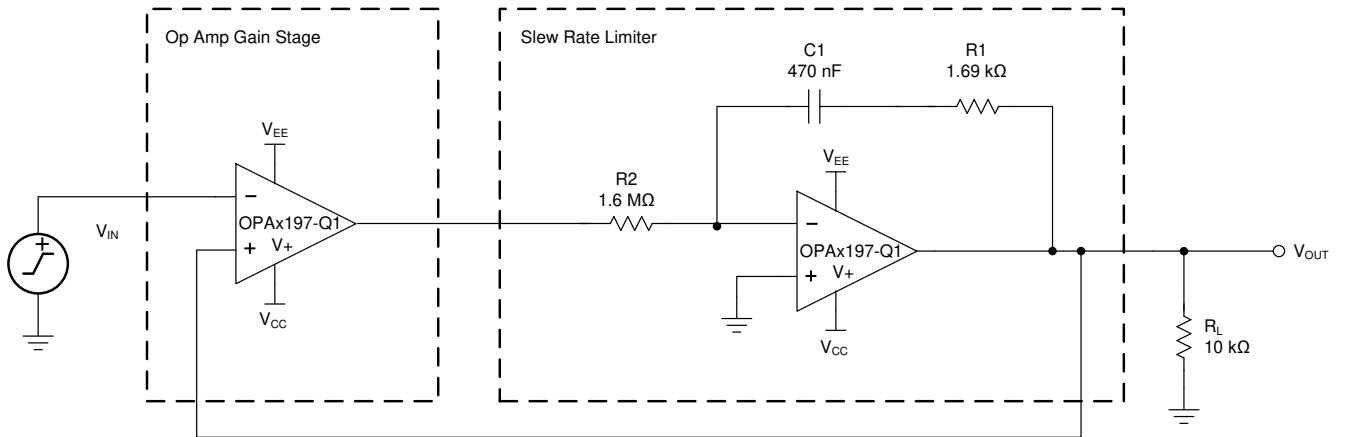 Op Amp Gain Stage
Slew Rate Limiter
C1
470 nF
R1
1.69 kΩ
VEE
VEE
R2
1.6 MΩ
VIN
+
−
OPAx197-Q1
+
V+
VCC
−
OPAx197-Q1
+
V+
VCC
VOUT
RL
10 kΩ